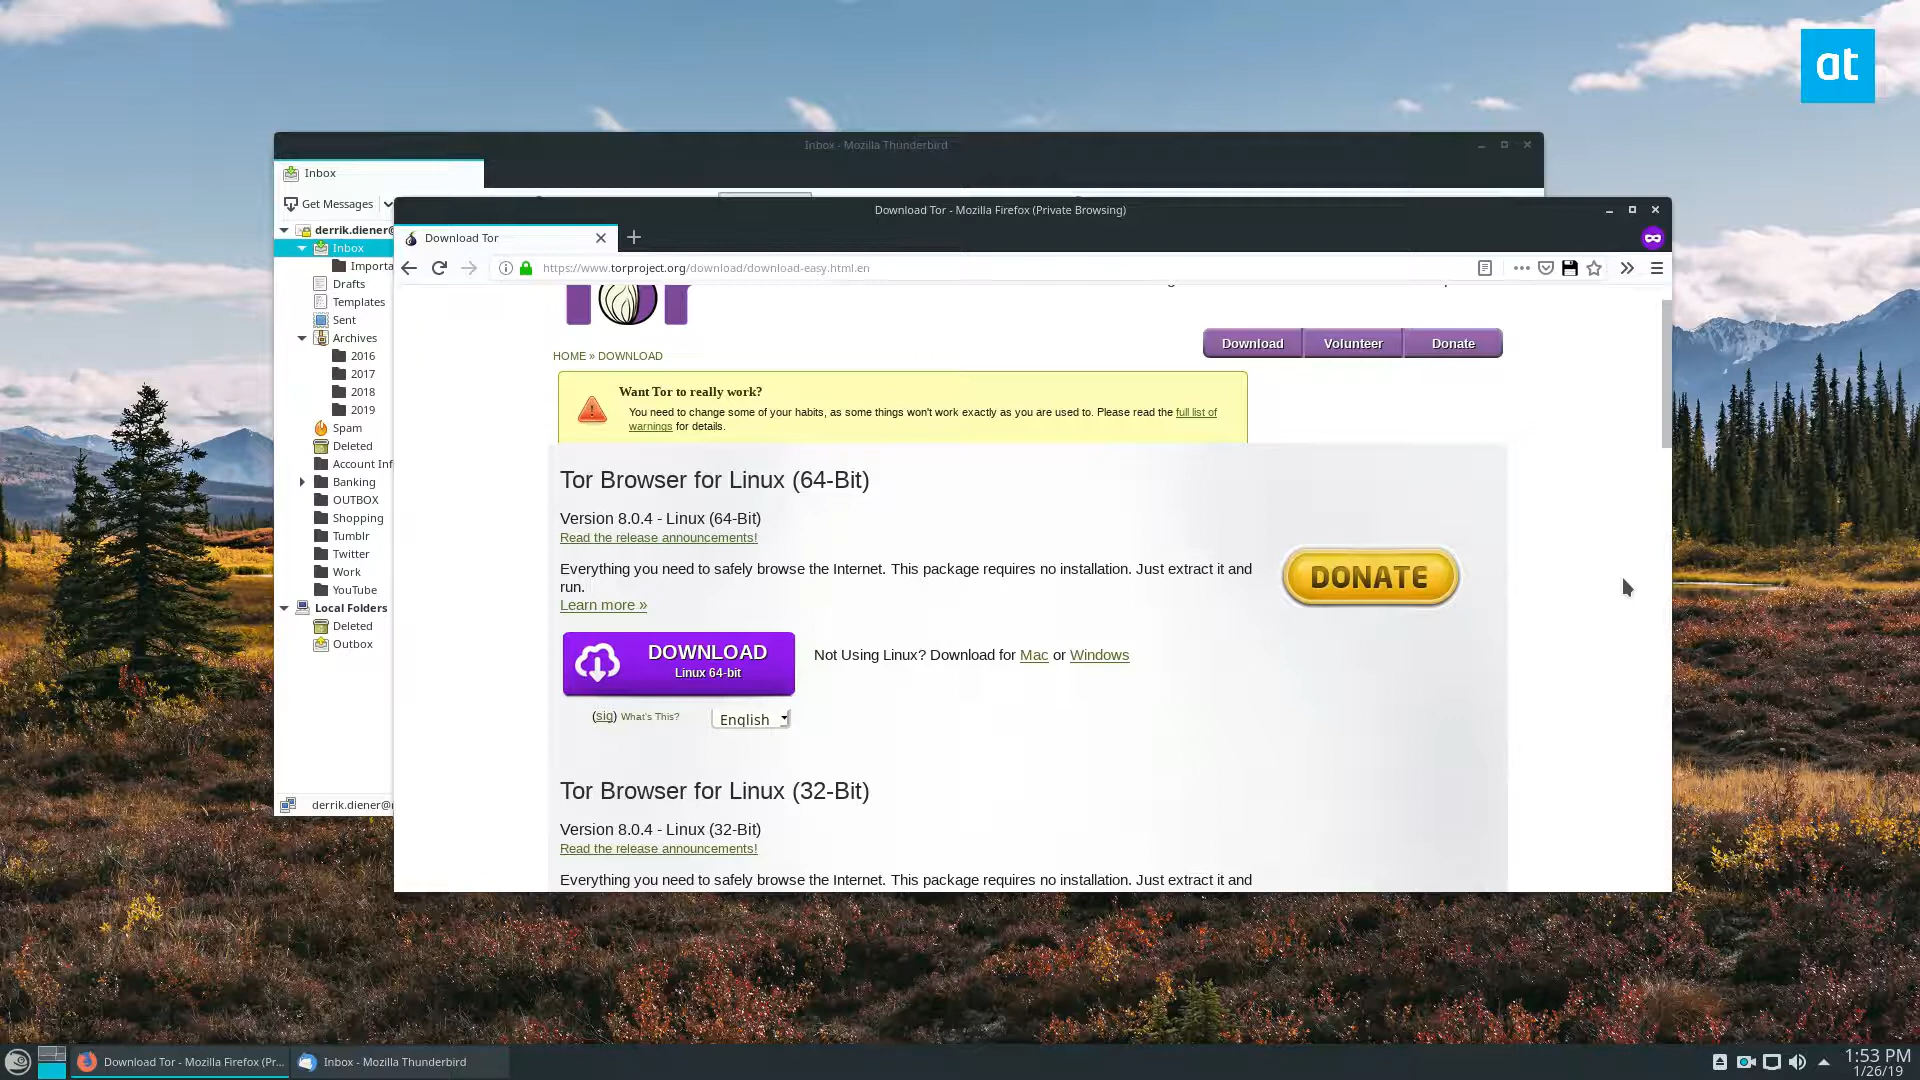 at
Inbox - Mozilla Thunderbird
Inbox
Get Messages
derrik.diener@
Inbox
Importa
Drafts
Templates
Sent
Archives
2016
2017
2018
2019
Spam
Deleted
Account Inf
Banking
OUTBOX
Shopping
Tumblr
Twitter
Work
YouTube
Local Folders
Deleted
Outbox
derrik.diener@
Download Tor - Mozilla Firefox (Private Browsing)
Download Tor
https://www.torproject.org/download/download-easy.html.en
HOME » DOWNLOAD
Download Volunteer Donate
Want Tor to really work?
You need to change some of your habits, as some things won't work exactly as you are used to. Please read the full list of
warnings for details.
Tor Browser for Linux (64-Bit)
Version 8.0.4 - Linux (64-Bit)
Read the release announcements!
Everything you need to safely browse the Internet. This package requires no installation. Just extract it and
run.
Learn more »
DONATE
DOWNLOAD
Linux 64-bit
Not Using Linux? Download for Mac or Windows
(sig) What's This?
English
Tor Browser for Linux (32-Bit)
Version 8.0.4 - Linux (32-Bit)
Read the release announcements!
Everything you need to safely browse the Internet. This package requires no installation. Just extract it and
Download Tor - Mozilla Firefox (Pr...
Inbox - Mozilla Thunderbird
1:53 PM
1/26/19